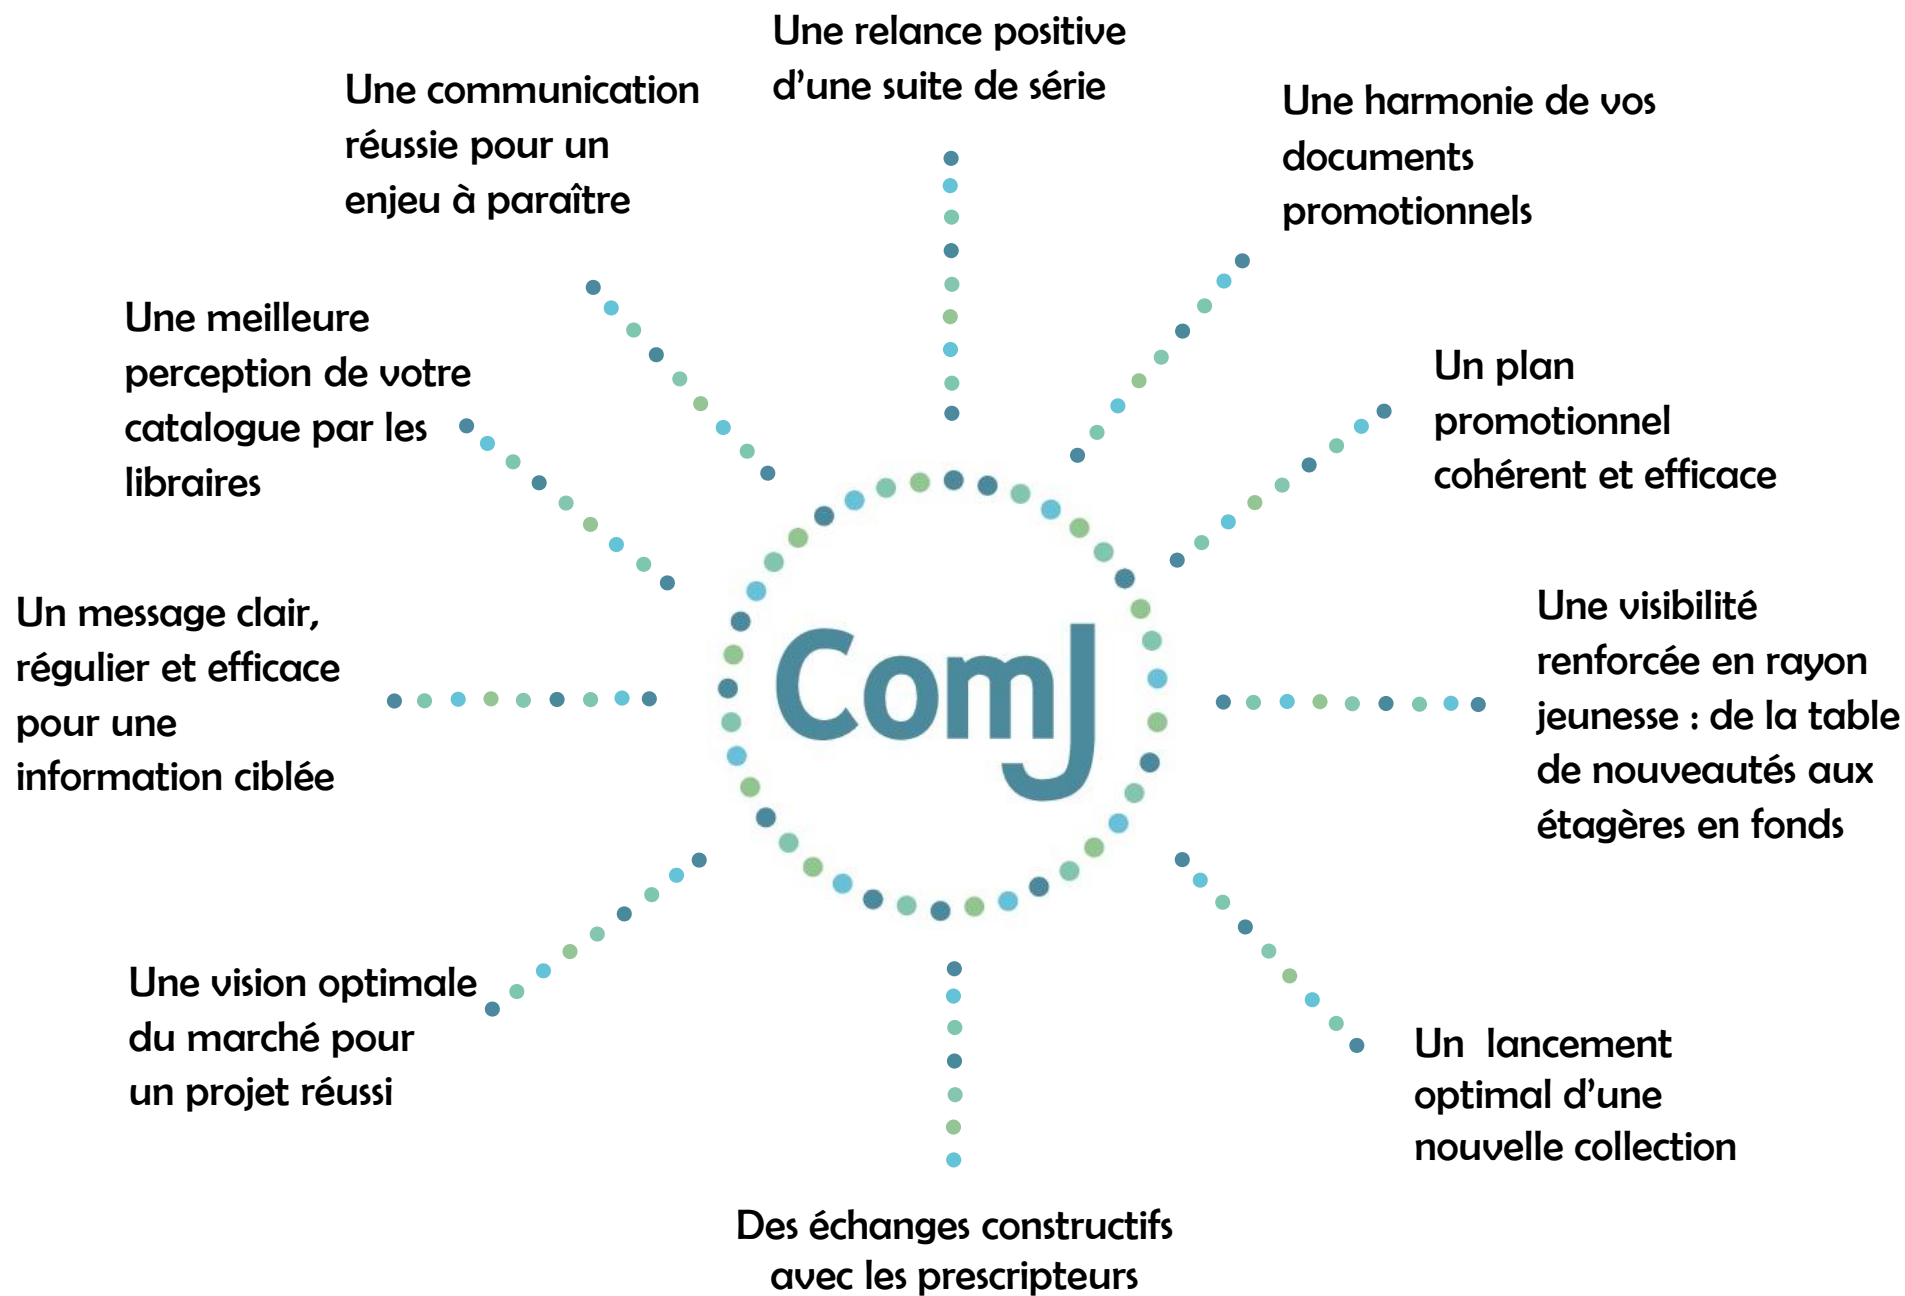 Une relance positive
d’une suite de série
Une communication
réussie pour un
enjeu à paraître
Une harmonie de vos
documents
promotionnels
Une meilleure
perception de votre
catalogue par les
libraires
Un plan
promotionnel
cohérent et efficace
Un message clair,
régulier et efficace
pour une
information ciblée
ComJ
Une visibilité
renforcée en rayon
jeunesse : de la table
de nouveautés aux
étagères en fonds
Une vision optimale
du marché pour
un projet réussi
Un lancement
optimal d’une
nouvelle collection
Des échanges constructifs
avec les prescripteurs